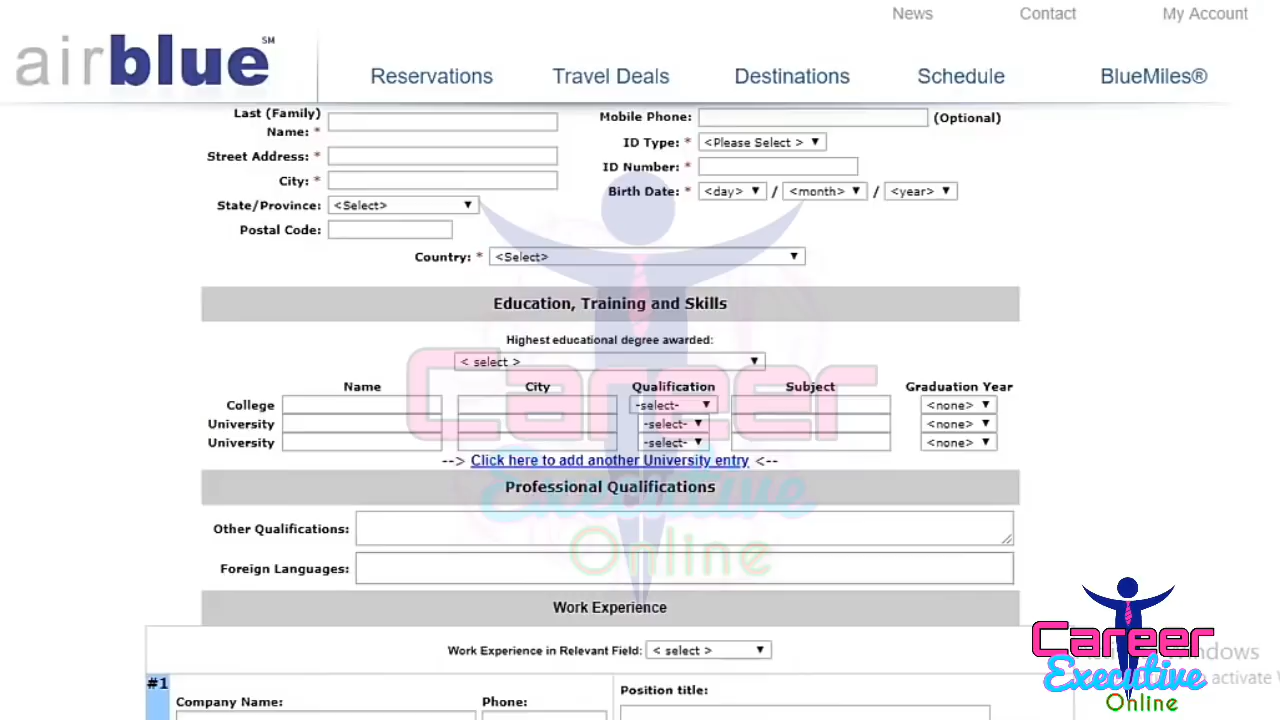 News Contact My Account
airblue SM
Reservations Travel Deals Destinations Schedule BlueMiles®
Last (Family) Name: *
Mobile Phone: (Optional)
ID Type: * <Please Select >
Street Address: *
ID Number: *
City: *
Birth Date: * <day> / <month> / <year>
State/Province: <Select>
Postal Code:
Country: * <Select>
Education, Training and Skills
Highest educational degree awarded:
< select >
Name City Qualification Subject Graduation Year
College -select- <none>
University -select- <none>
University -select- <none>
--> Click here to add another University entry <--
Professional Qualifications
Other Qualifications:
Foreign Languages:
Work Experience
Work Experience in Relevant Field: < select >
#1
Company Name: Phone: Position title:
Career
Executive
Online
Career
Executive
Online